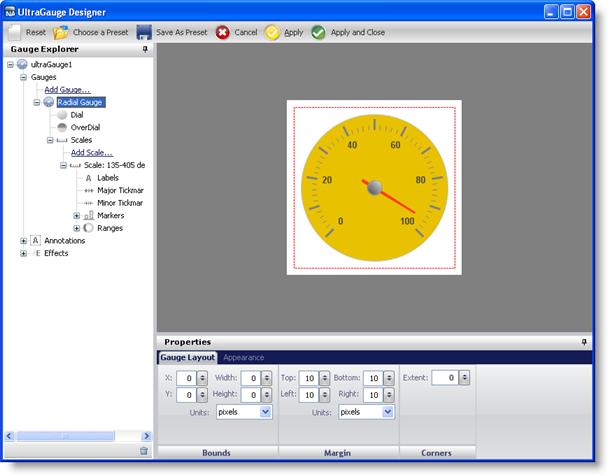 UltraGauge Designer
Reset Choose a Preset Save As Preset Cancel Apply Apply and Close
Gauge Explorer
ultraGauge1
Gauges
Add Gauge...
Radial Gauge
Dial
OverDial
Scales
Add Scale...
Scale: 135-405 de
A Labels
Major Tickmar
Minor Tickmar
Markers
Ranges
A Annotations
E Effects
40 60
20 80
0 100
Properties
Gauge Layout Appearance
X: 0 Width: 0 Top: 10 Bottom: 10 Extent: 0
Y: 0 Height: 0 Left: 10 Right: 10
Units: pixels Units: pixels
Bounds Margin Corners